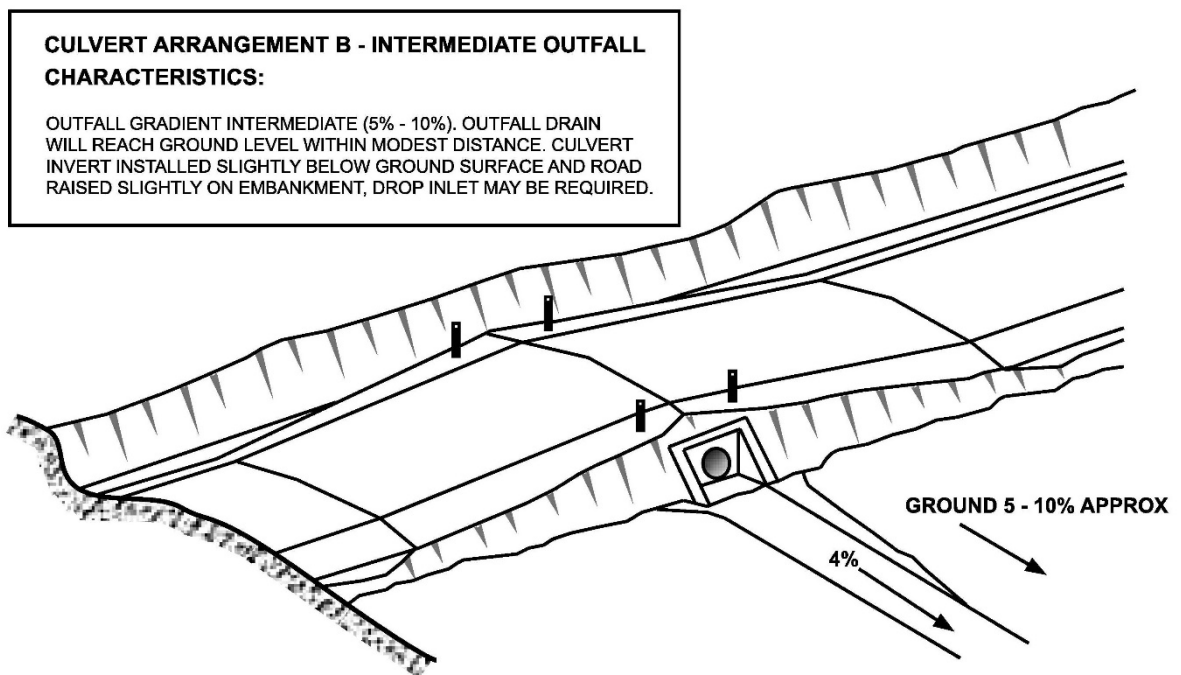 CULVERT ARRANGEMENT B - INTERMEDIATE OUTFALL
CHARACTERISTICS:
OUTFALL GRADIENT INTERMEDIATE (5% - 10%). OUTFALL DRAIN
WILL REACH GROUND LEVEL WITHIN MODEST DISTANCE. CULVERT
INVERT INSTALLED SLIGHTLY BELOW GROUND SURFACE AND ROAD
RAISED SLIGHTLY ON EMBANKMENT, DROP INLET MAY BE REQUIRED.
GROUND 5 - 10% APPROX
4%